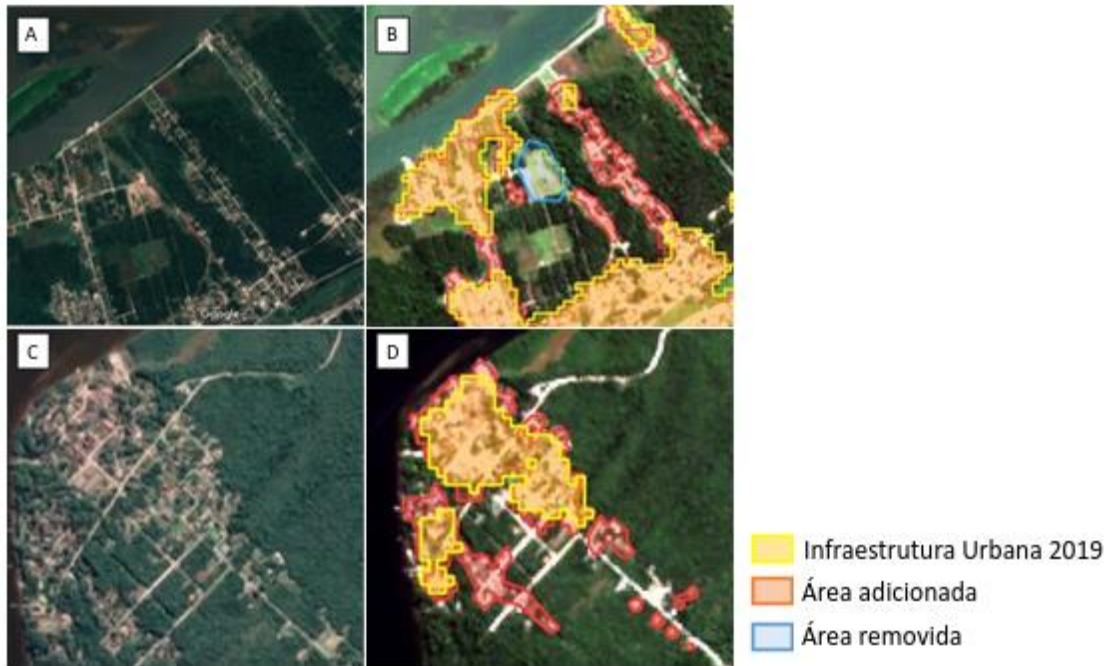 A
B
Google
C
D
Infraestrutura Urbana 2019
Área adicionada
Área removida